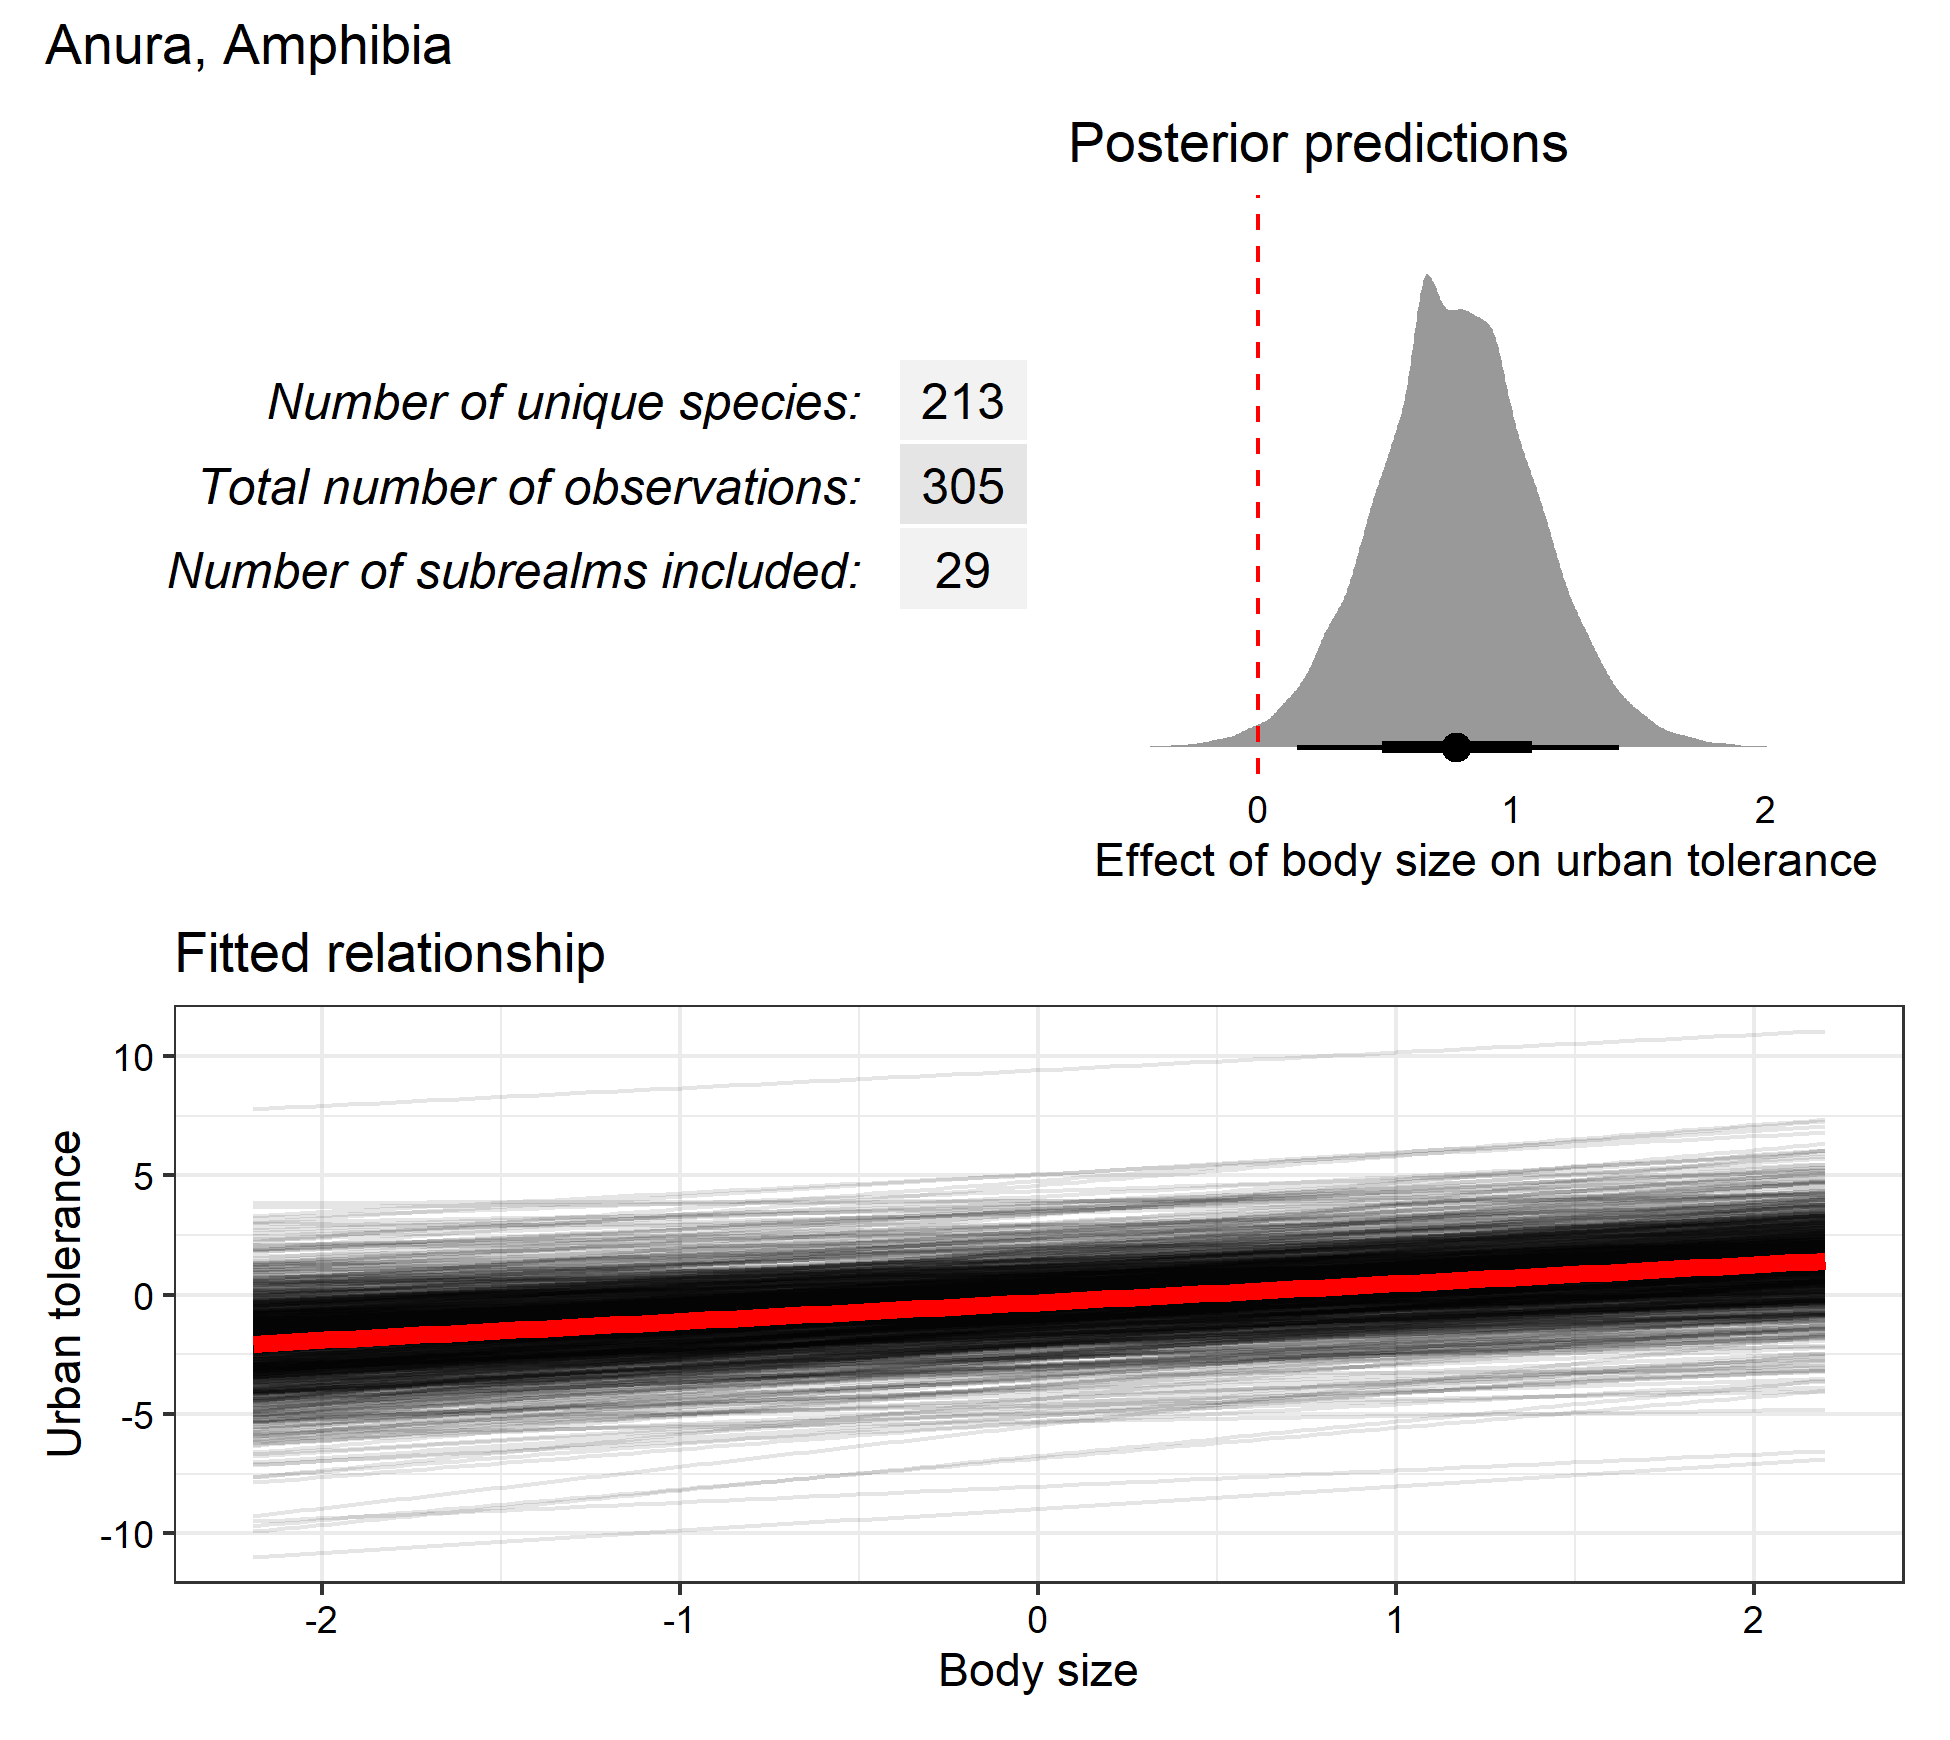 Anura, Amphibia
Posterior predictions
Number of unique species: 213
Total number of observations: 305
Number of subrealms included: 29
0 1 2
Effect of body size on urban tolerance
Fitted relationship
Urban tolerance
10
5
0
-5
-10
-2 -1 0 1 2
Body size